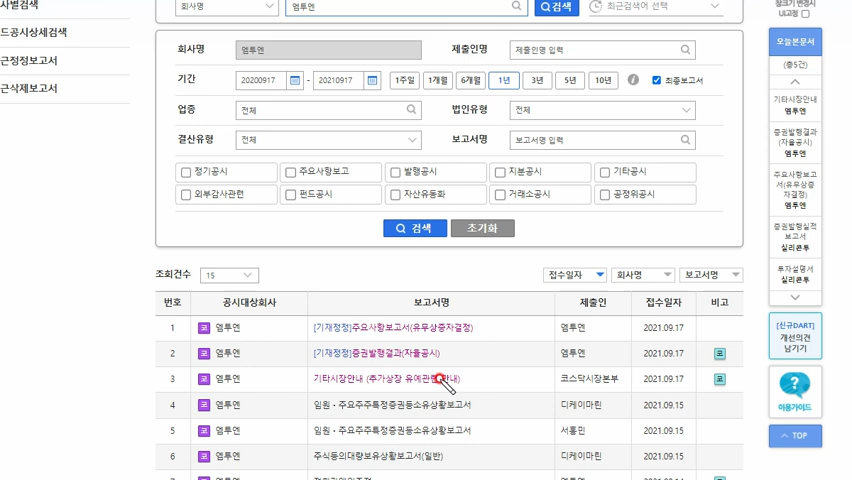 사별검색
회사명 엠투엔 검색 최근검색어 선택
창크기 변경시
UI고정
드공시상세검색
근정정보고서
근삭제보고서
오늘본문서
(총5건)
기타시장안내
엠투엔
증권발행결과
(자율공시)
엠투엔
주요사항보고
서(유무상증
자결정)
엠투엔
증권발행실적
보고서
실리콘투
투자설명서
실리콘투
회사명 엠투엔 제출인명 제출인명 입력
기간 20200917 - 20210917 1주일 1개월 6개월 1년 3년 5년 10년 최종보고서
업종 전체 법인유형 전체
결산유형 전체 보고서명 보고서명 입력
정기공시 주요사항보고 발행공시 지분공시 기타공시
외부감사관련 펀드공시 자산유동화 거래소공시 공정위공시
검색 초기화
조회건수 15 접수일자 회사명 보고서명
번호 공시대상회사 보고서명 제출인 접수일자 비고
1 코 엠투엔 [기재정정]주요사항보고서(유무상증자결정) 엠투엔 2021.09.17
2 코 엠투엔 [기재정정]증권발행결과(자율공시) 엠투엔 2021.09.17 코
3 코 엠투엔 기타시장안내 (추가상장 유예관련 안내) 코스닥시장본부 2021.09.17 코
4 코 엠투엔 임원ㆍ주요주주특정증권등소유상황보고서 디케이마린 2021.09.15
5 코 엠투엔 임원ㆍ주요주주특정증권등소유상황보고서 서홍민 2021.09.15
6 코 엠투엔 주식등의대량보유상황보고서(일반) 디케이마린 2021.09.15
[신규DART]
개선의견
남기기
이용가이드
TOP